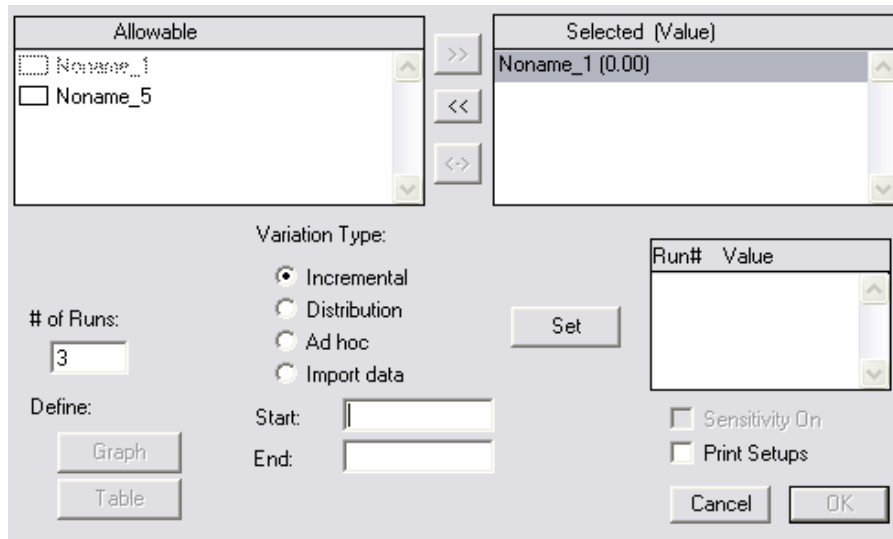 Allowable
Noname_1
Noname_5
>>
<<
<->
Selected (Value)
Noname_1 (0.00)
Variation Type:
Incremental
Distribution
Ad hoc
Import data
# of Runs:
3
Set
Run# Value
Define:
Graph
Table
Start:
End:
Sensitivity On
Print Setups
Cancel
OK